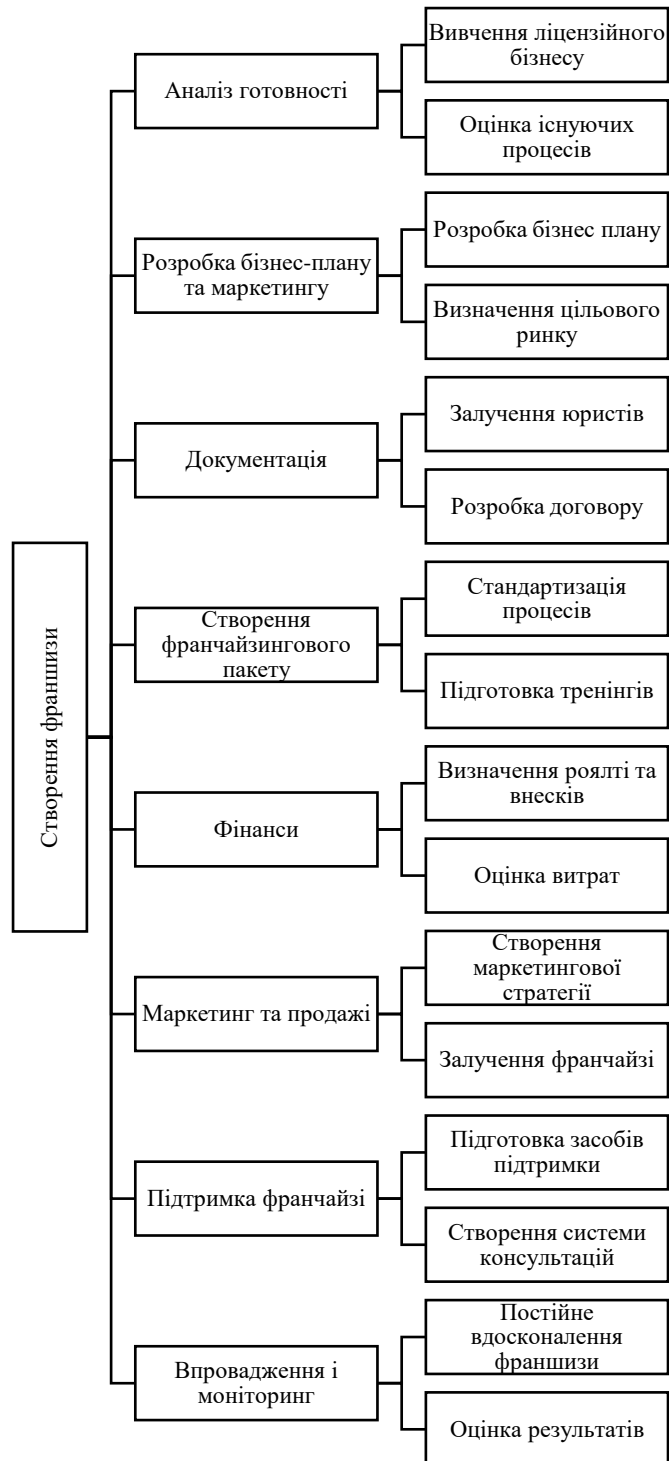 Створення франшизи
Аналіз готовності
Вивчення ліцензійного
бізнесу
Оцінка існуючих
процесів
Розробка бізнес-плану
та маркетингу
Розробка бізнес плану
Визначення цільового
ринку
Документація
Залучення юристів
Розробка договору
Створення
франчайзингового
пакету
Стандартизація
процесів
Підготовка тренінгів
Фінанси
Визначення роялті та
внесків
Оцінка витрат
Маркетинг та продажі
Створення
маркетингової
стратегії
Залучення франчайзі
Підтримка франчайзі
Підготовка засобів
підтримки
Створення системи
консультацій
Впровадження і
моніторинг
Постійне
вдосконалення
франшизи
Оцінка результатів